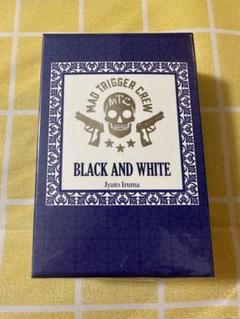 MAD TRIGGER CREW
MTC
BLACK AND WHITE
Jyuto Iruma